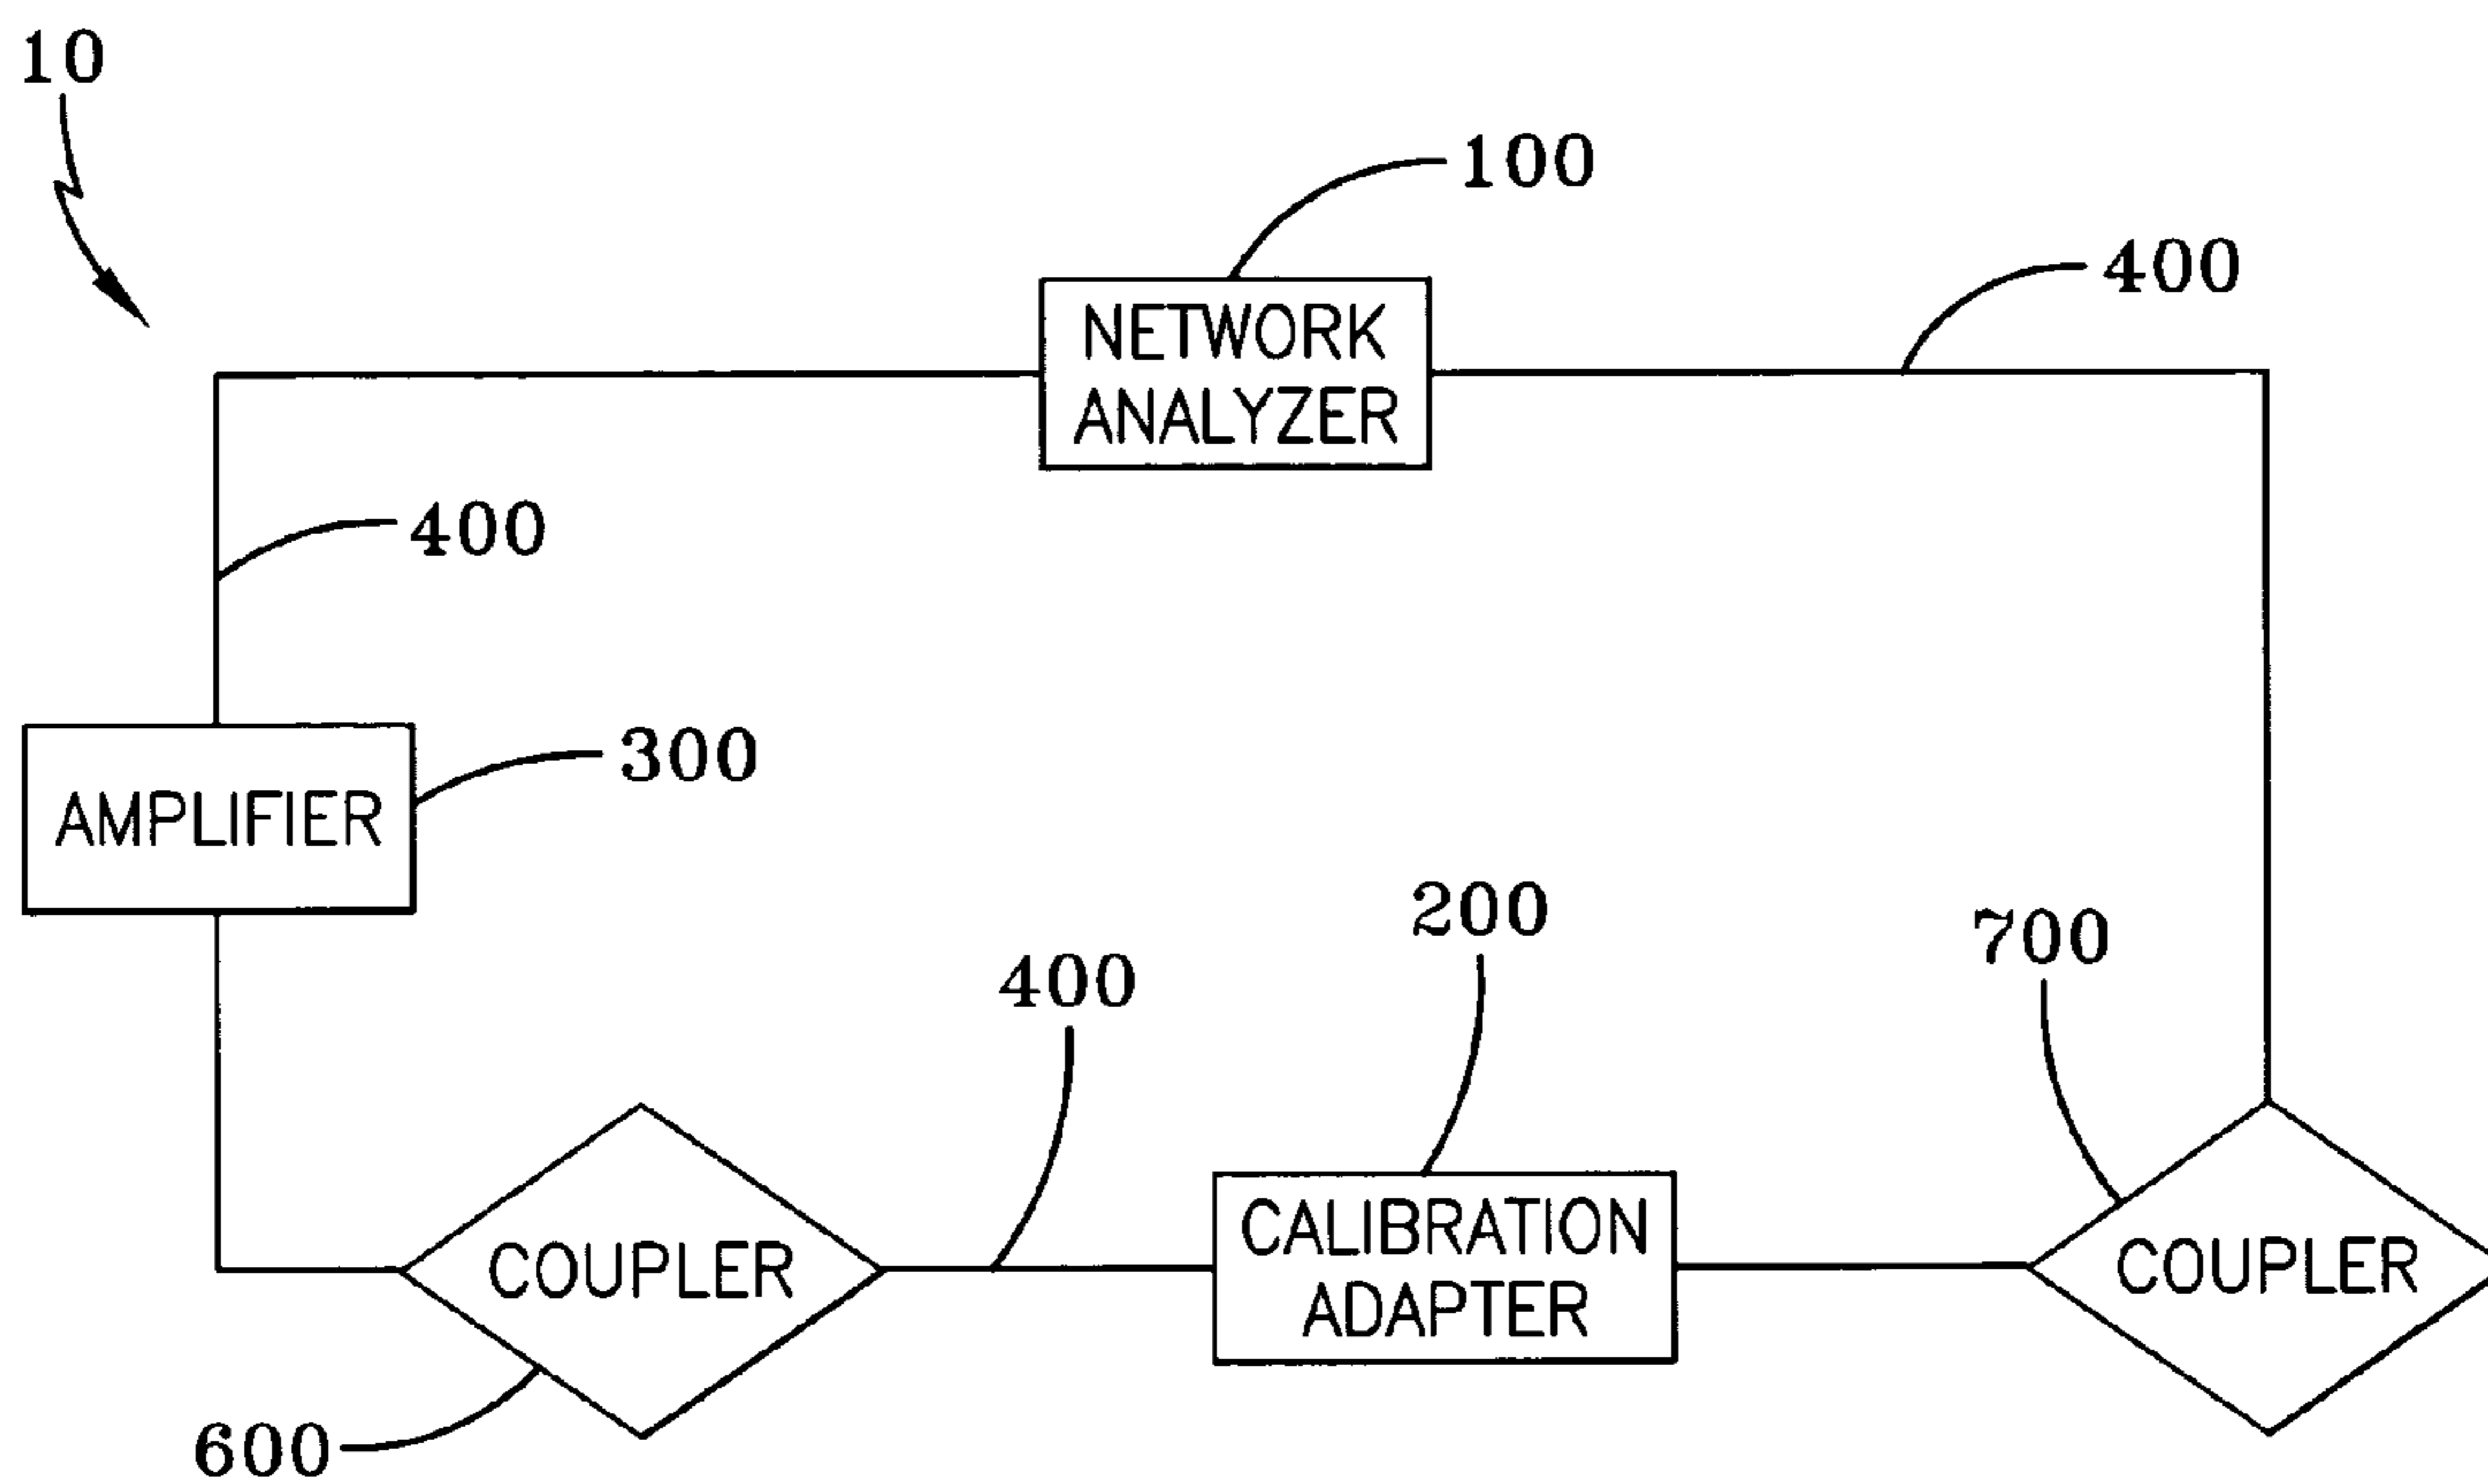 10
100
400
NETWORK
ANALYZER
400
300
AMPLIFIER
200
700
400
CALIBRATION
ADAPTER
COUPLER
COUPLER
600